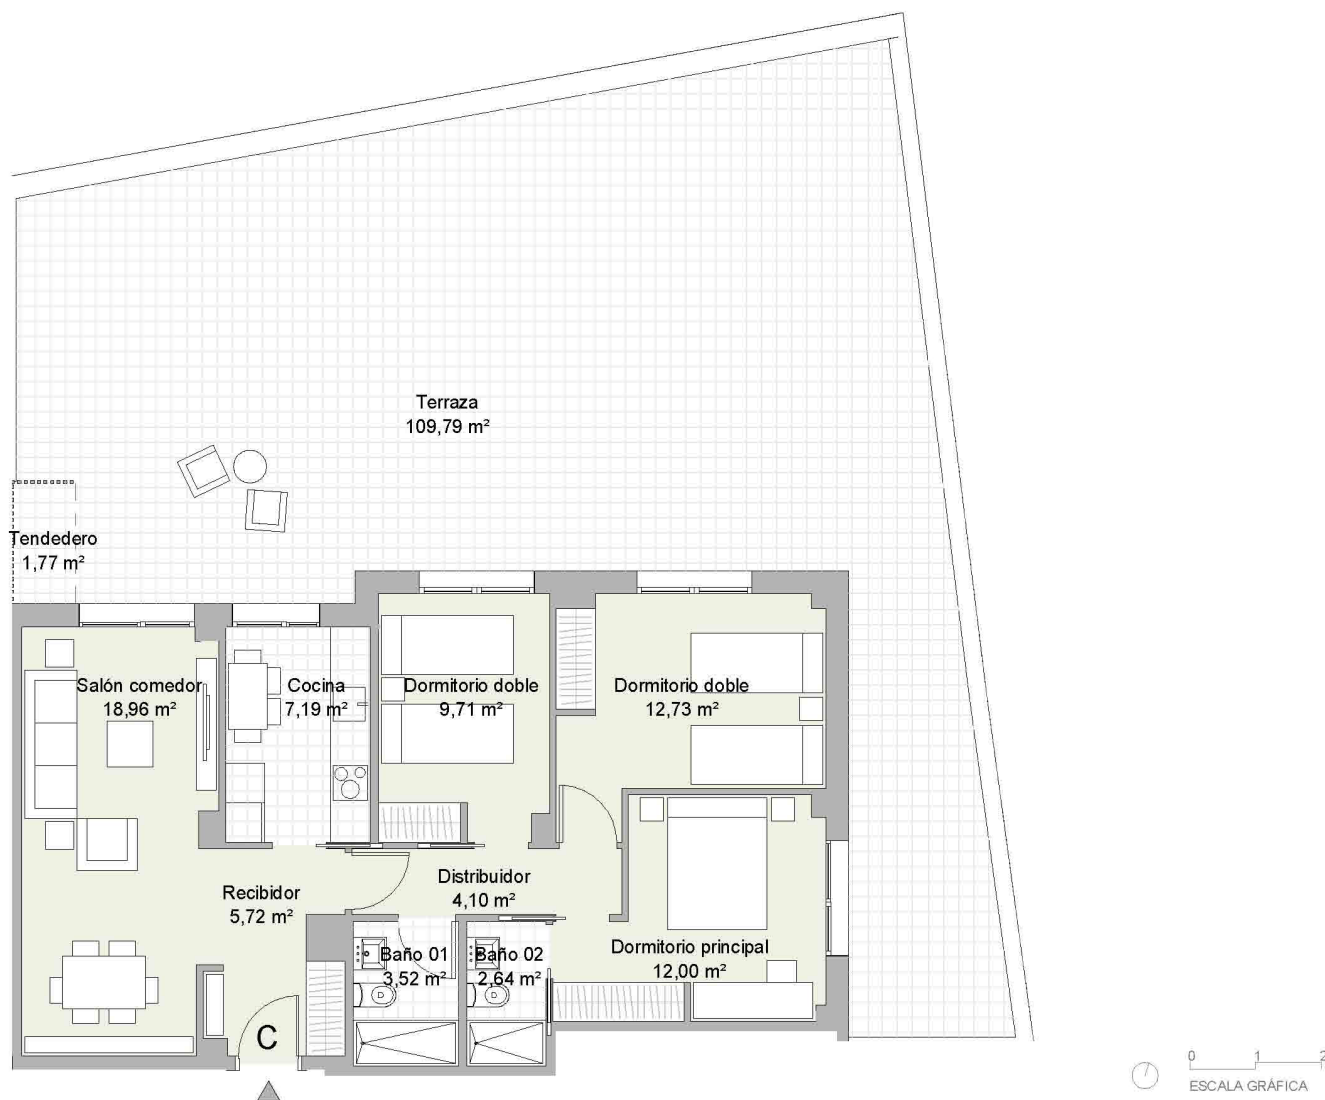 Terraza
109,79 m²
Tendedero
1,77 m²
Salón comedor
18,96 m²
Cocina
7,19 m²
Dormitorio doble
9,71 m²
Dormitorio doble
12,73 m²
Recibidor
5,72 m²
Distribuidor
4,10 m²
Baño 01
3,52 m²
Baño 02
2,64 m²
Dormitorio principal
12,00 m²
C
0 1 2
ESCALA GRÁFICA